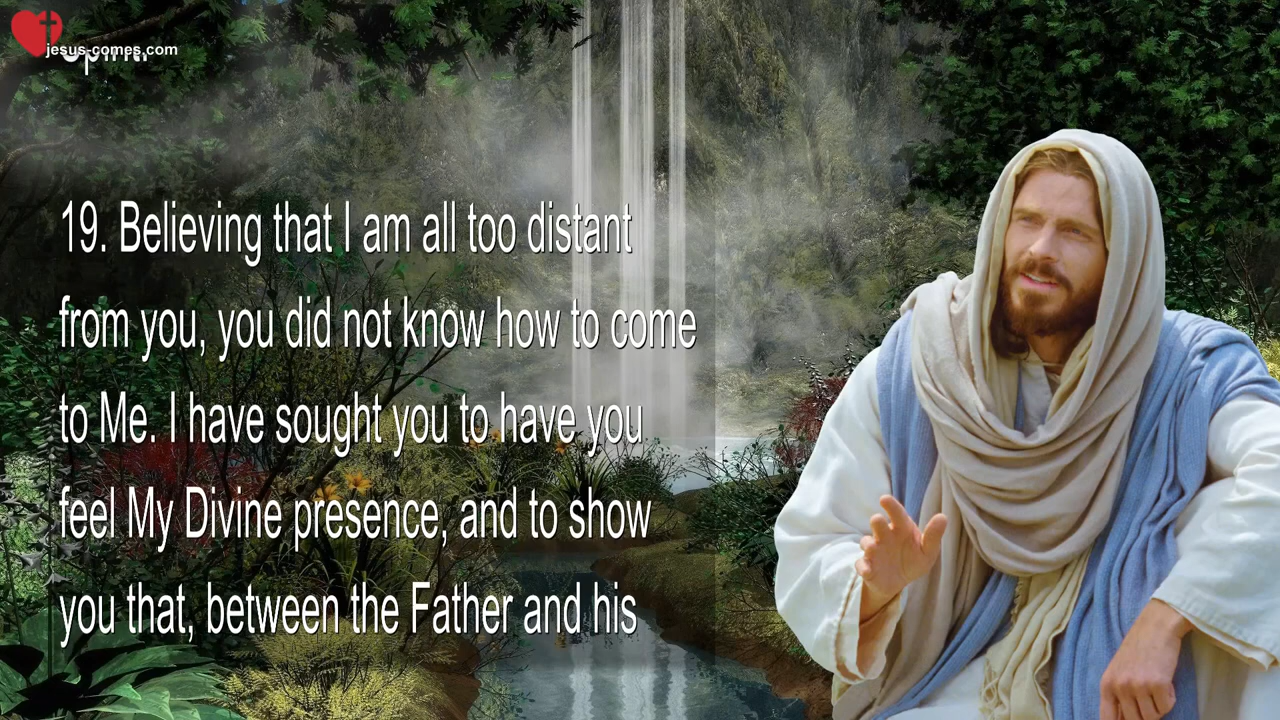 jesus-comes.com
19. Believing that I am all too distant
from you, you did not know how to come
to Me. I have sought you to have you
feel My Divine presence, and to show
you that, between the Father and his